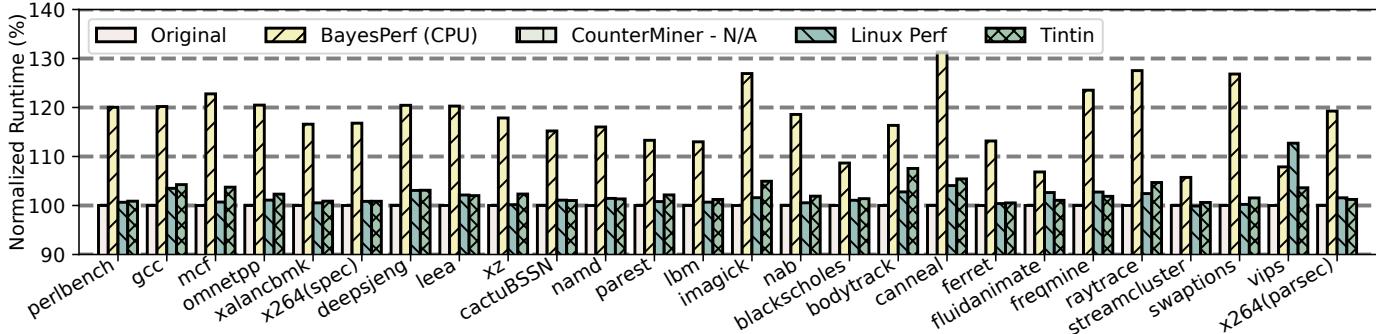 Normalized Runtime (%)
140
130
120
110
100
90
Original
BayesPerf (CPU)
CounterMiner - N/A
Linux Perf
Tintin
perlbench
gcc
mcf
omnetpp
xalancbmk
x264(spec)
deepsjeng
leea
xz
cactuBSSN
namd
parest
lbm
imagick
nab
blackscholes
bodytrack
canneal
ferret
fluidanimate
freqmine
raytrace
streamcluster
swaptions
vips
x264(parsec)